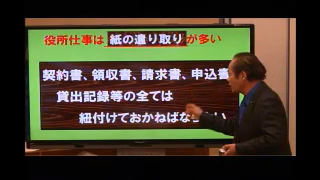 役所仕事は 紙の遣り取り が多い
契約書、領収書、請求書、申込書
貸出記録等の全ては
紐付けておかねばな